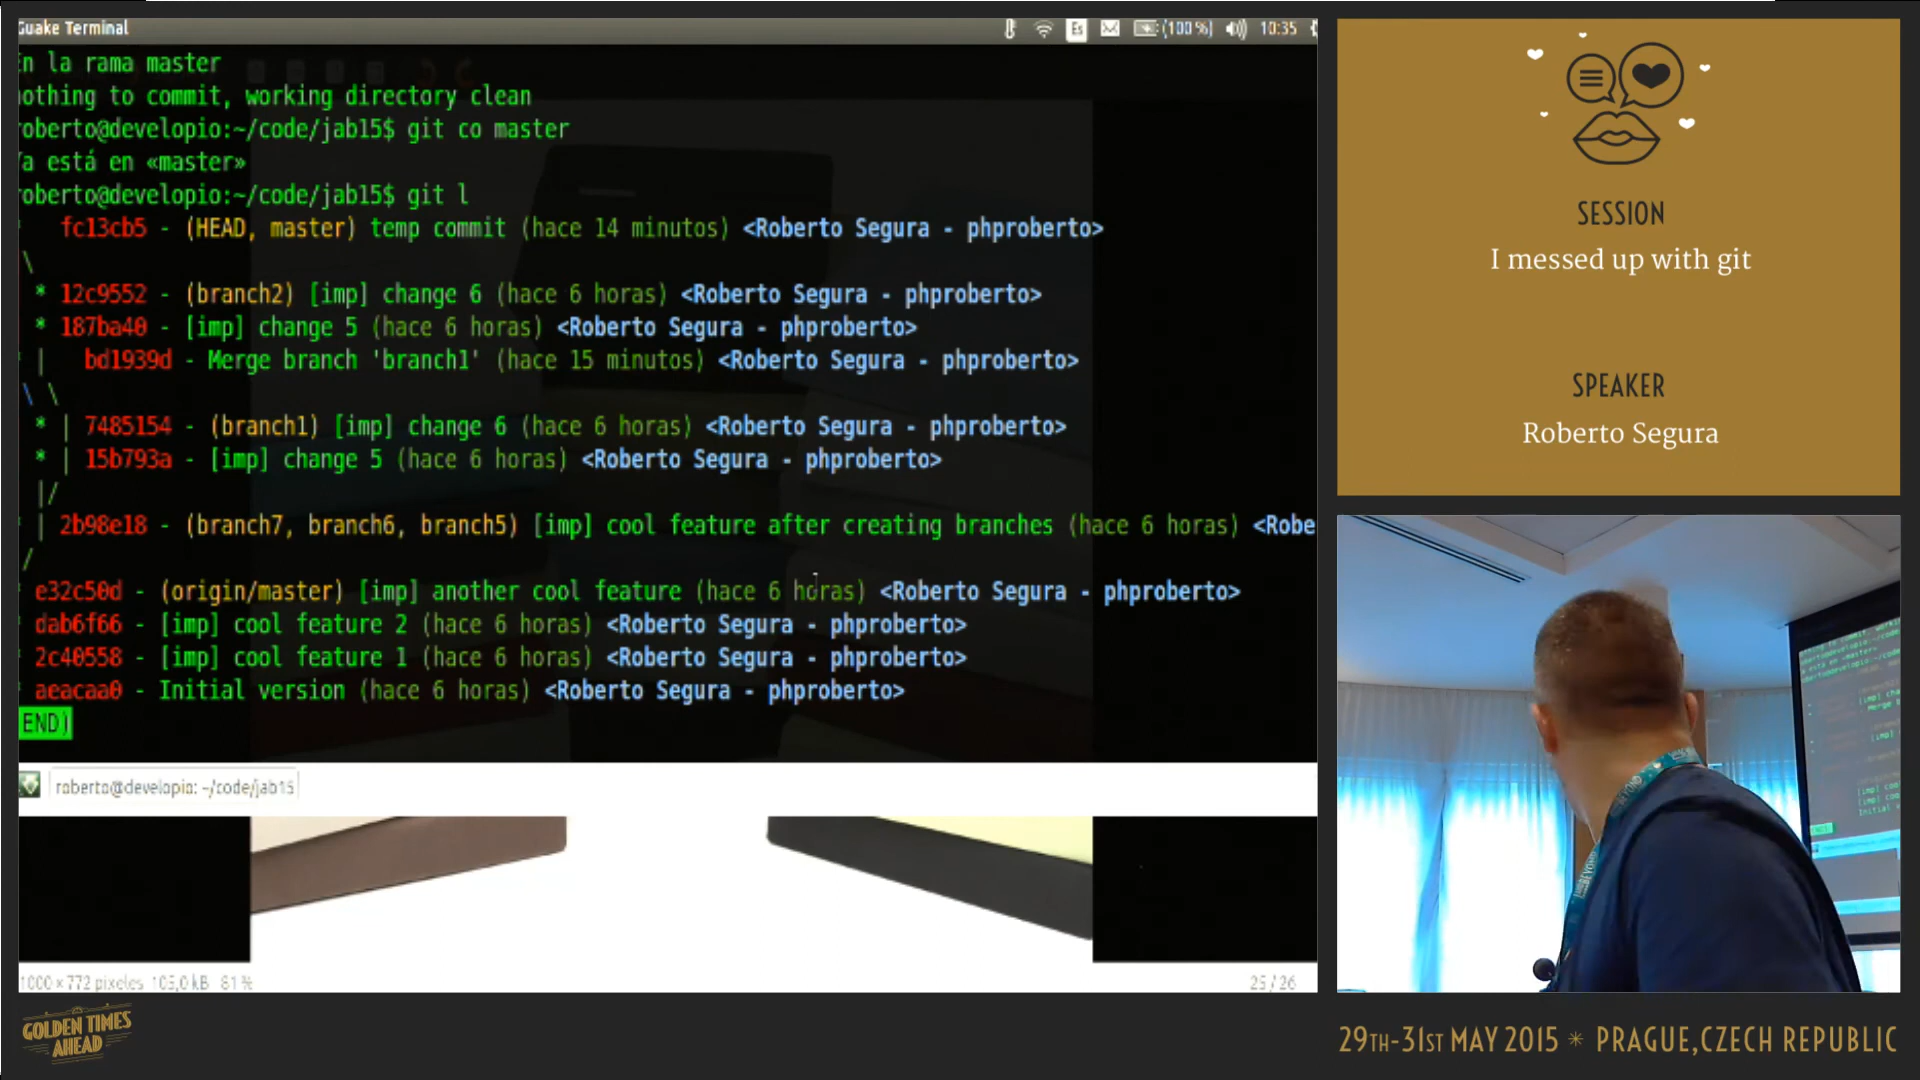 Guake Terminal
Es
(100 %)
10:35
En la rama master
nothing to commit, working directory clean
roberto@developio:~/code/jab15$ git co master
Ya está en «master»
roberto@developio:~/code/jab15$ git l
fc13cb5 - (HEAD, master) temp commit (hace 14 minutos) <Roberto Segura - phproberto>
\
* 12c9552 - (branch2) [imp] change 6 (hace 6 horas) <Roberto Segura - phproberto>
* 187ba40 - [imp] change 5 (hace 6 horas) <Roberto Segura - phproberto>
| bd1939d - Merge branch 'branch1' (hace 15 minutos) <Roberto Segura - phproberto>
\ \
* | 7485154 - (branch1) [imp] change 6 (hace 6 horas) <Roberto Segura - phproberto>
* | 15b793a - [imp] change 5 (hace 6 horas) <Roberto Segura - phproberto>
|/
| 2b98e18 - (branch7, branch6, branch5) [imp] cool feature after creating branches (hace 6 horas) <Robe
/
e32c50d - (origin/master) [imp] another cool feature (hace 6 horas) <Roberto Segura - phproberto>
dab6f66 - [imp] cool feature 2 (hace 6 horas) <Roberto Segura - phproberto>
2c40558 - [imp] cool feature 1 (hace 6 horas) <Roberto Segura - phproberto>
aeacaa0 - Initial version (hace 6 horas) <Roberto Segura - phproberto>
END)
roberto@developio: ~/code/jab15
1000 × 772 píxeles 105,0 kB 81 %
25 / 26
SESSION
I messed up with git
SPEAKER
Roberto Segura
GOLDEN TIMES
AHEAD
29TH-31ST MAY 2015 * PRAGUE, CZECH REPUBLIC